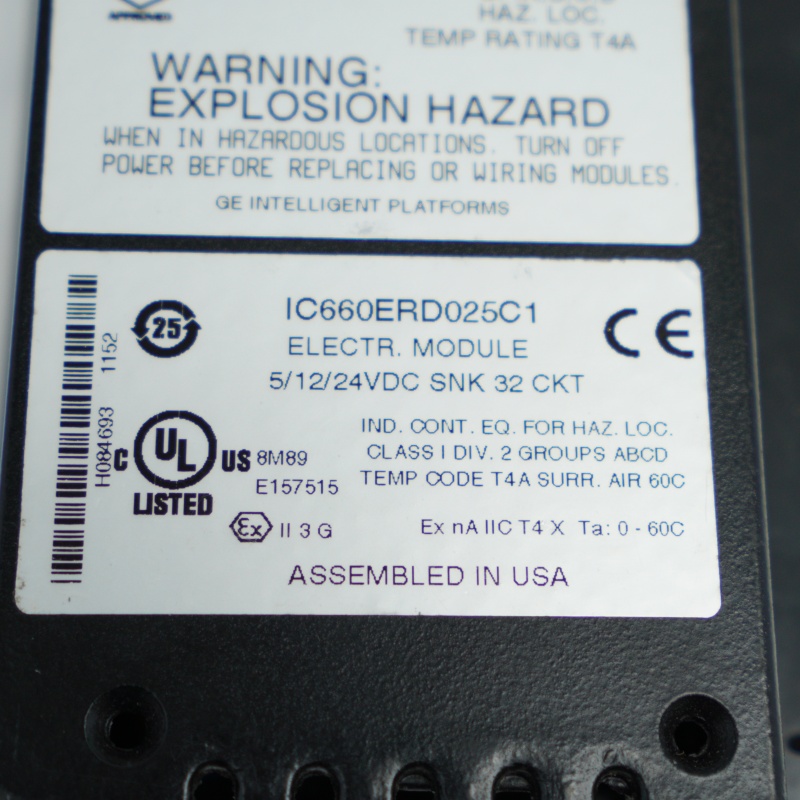 APPROVED
HAZ. LOC.
TEMP RATING T4A
WARNING:
EXPLOSION HAZARD
WHEN IN HAZARDOUS LOCATIONS. TURN OFF
POWER BEFORE REPLACING OR WIRING MODULES.
GE INTELLIGENT PLATFORMS
H084693 1152
25
IC660ERD025C1
CE
ELECTR. MODULE
5/12/24VDC SNK 32 CKT
C UL US
LISTED
8M89
E157515
IND. CONT. EQ. FOR HAZ. LOC.
CLASS I DIV. 2 GROUPS ABCD
TEMP CODE T4A SURR. AIR 60C
Ex II 3 G
Ex nA IIC T4 X Ta: 0 - 60C
ASSEMBLED IN USA